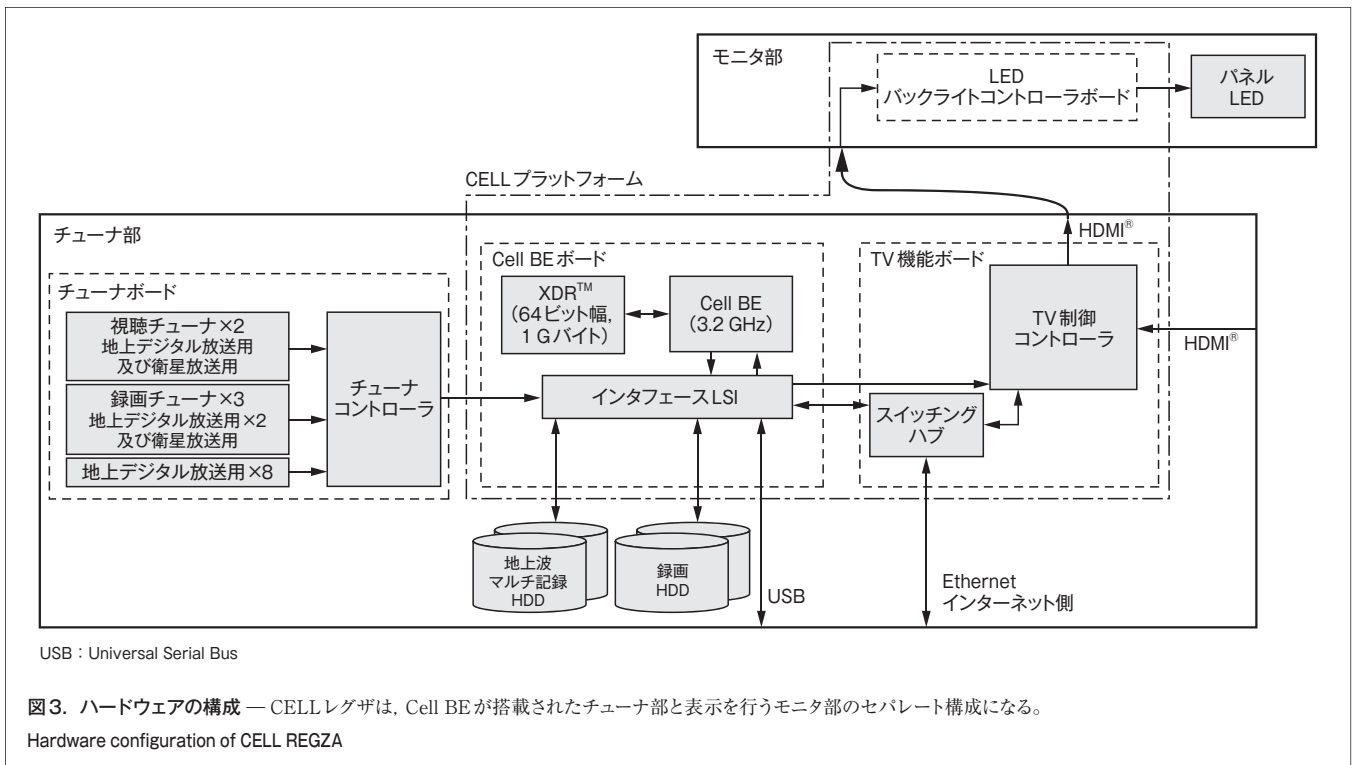 モニタ部
LED
バックライトコントローラボード
パネル
LED
CELLプラットフォーム
チューナ部
HDMI®
チューナボード
視聴チューナ×2
地上デジタル放送用
及び衛星放送用
録画チューナ×3
地上デジタル放送用×2
及び衛星放送用
地上デジタル放送用×8
チューナ
コントローラ
Cell BEボード
XDR™
(64ビット幅,
1 Gバイト)
Cell BE
(3.2 GHz)
インタフェースLSI
TV機能ボード
TV制御
コントローラ
HDMI®
スイッチング
ハブ
地上波
マルチ記録
HDD
録画
HDD
USB
Ethernet
インターネット側
USB：Universal Serial Bus
図3. ハードウェアの構成 — CELLレグザは, Cell BEが搭載されたチューナ部と表示を行うモニタ部のセパレート構成になる。
Hardware configuration of CELL REGZA